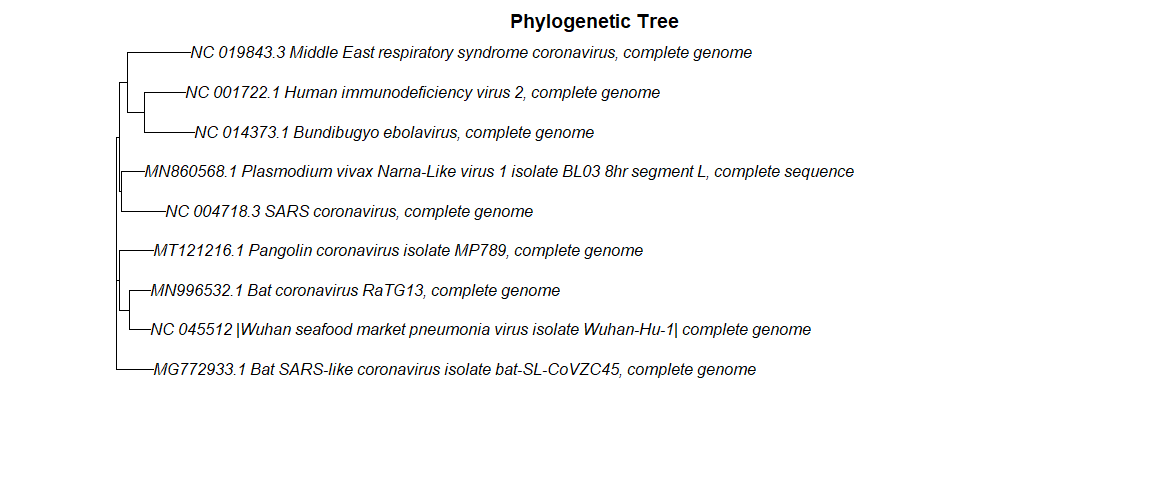 Phylogenetic Tree
NC 019843.3 Middle East respiratory syndrome coronavirus, complete genome
NC 001722.1 Human immunodeficiency virus 2, complete genome
NC 014373.1 Bundibugyo ebolavirus, complete genome
MN860568.1 Plasmodium vivax Narna-Like virus 1 isolate BL03 8hr segment L, complete sequence
NC 004718.3 SARS coronavirus, complete genome
MT121216.1 Pangolin coronavirus isolate MP789, complete genome
MN996532.1 Bat coronavirus RaTG13, complete genome
NC 045512 |Wuhan seafood market pneumonia virus isolate Wuhan-Hu-1| complete genome
MG772933.1 Bat SARS-like coronavirus isolate bat-SL-CoVZC45, complete genome